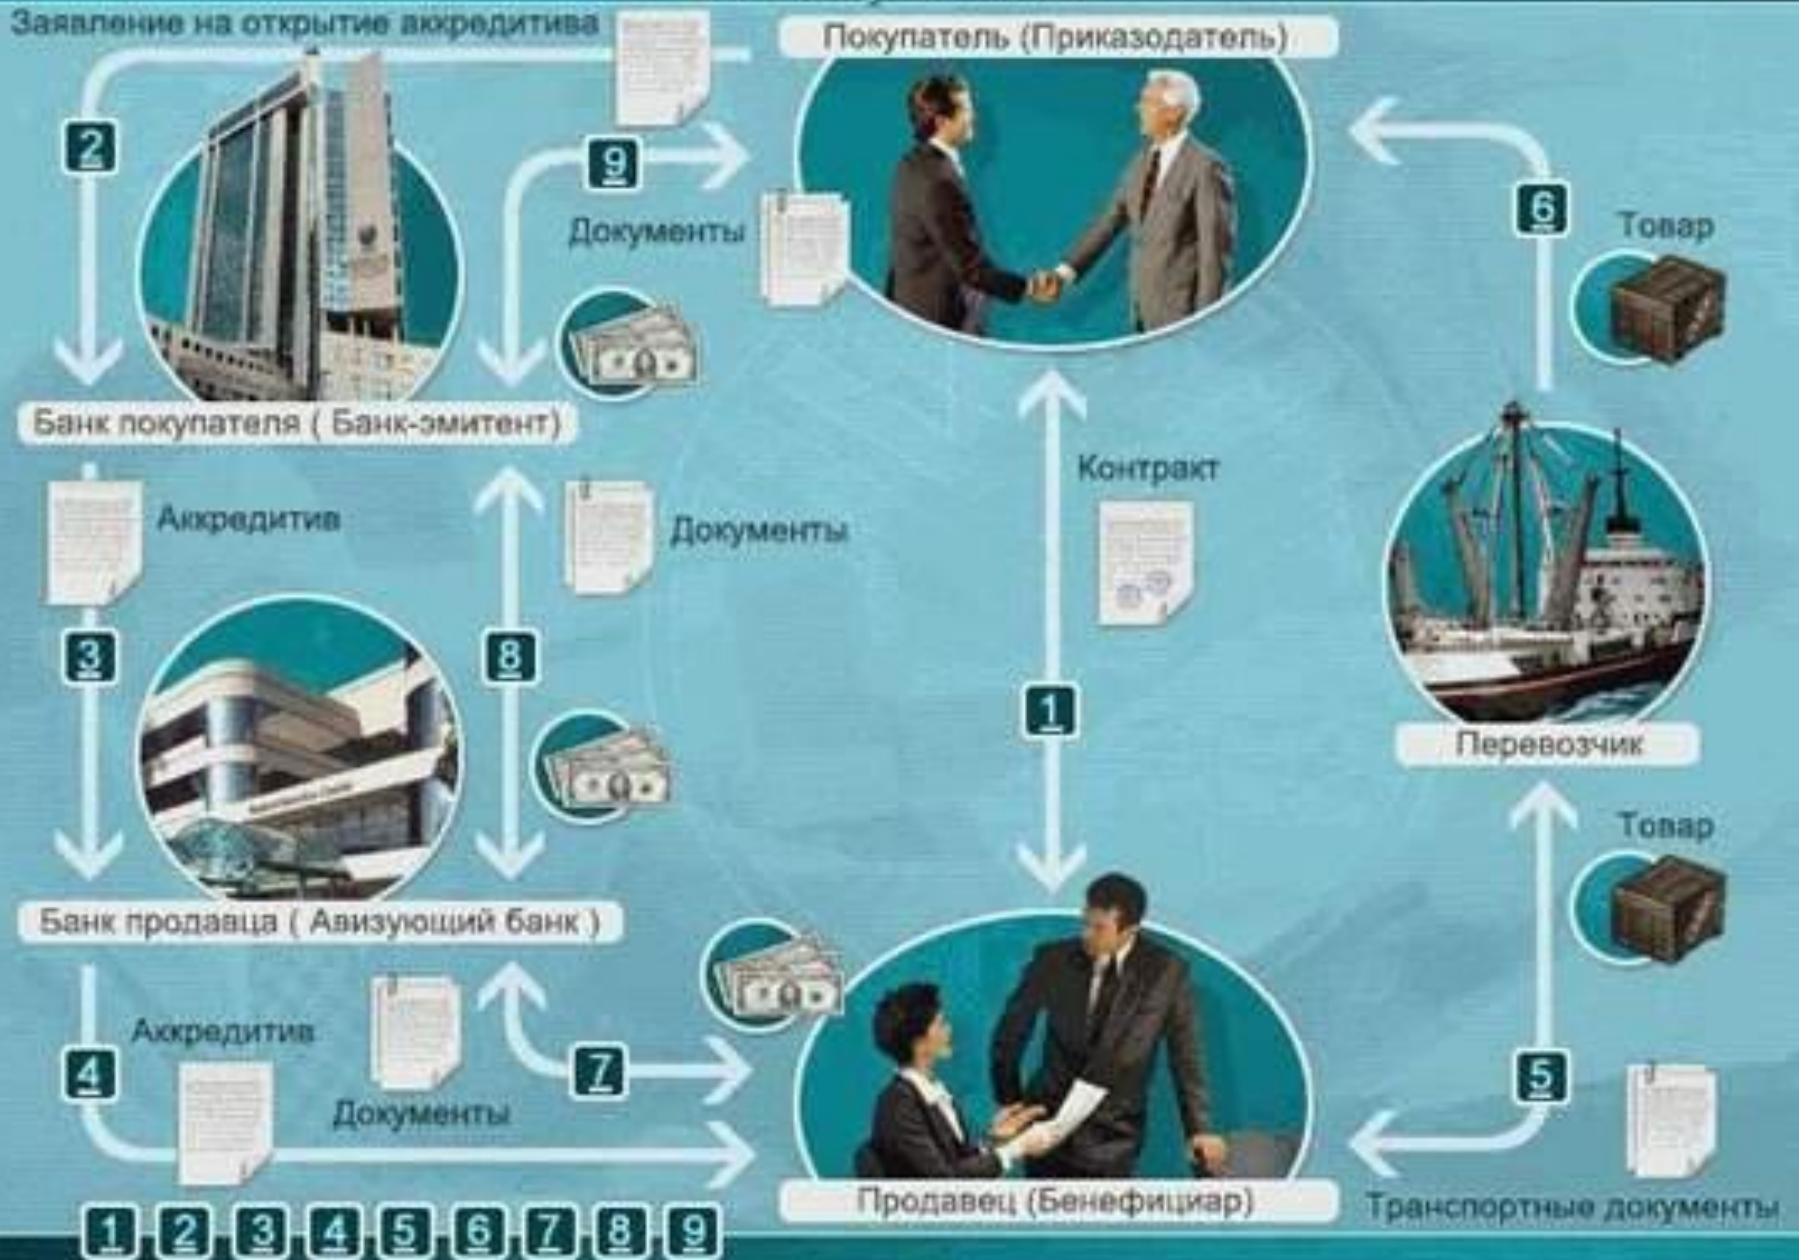 Заявление на открытие аккредитива
Покупатель (Приказодатель)
2
9
Документы
6
Товар
Банк покупателя ( Банк-эмитент)
Аккредитив
Документы
Контракт
3
8
1
Перевозчик
Товар
Банк продавца ( Авизующий банк )
Аккредитив
4
Документы
7
5
Продавец (Бенефициар)
Транспортные документы
1 2 3 4 5 6 7 8 9